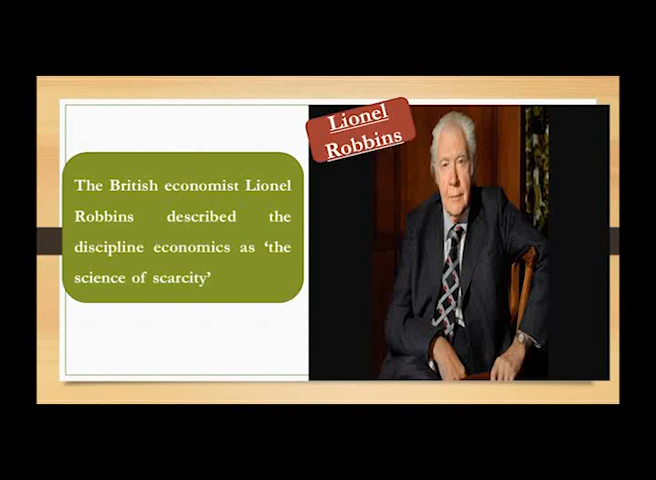 Lionel
Robbins
The British economist Lionel
Robbins described the
discipline economics as ‘the
science of scarcity’